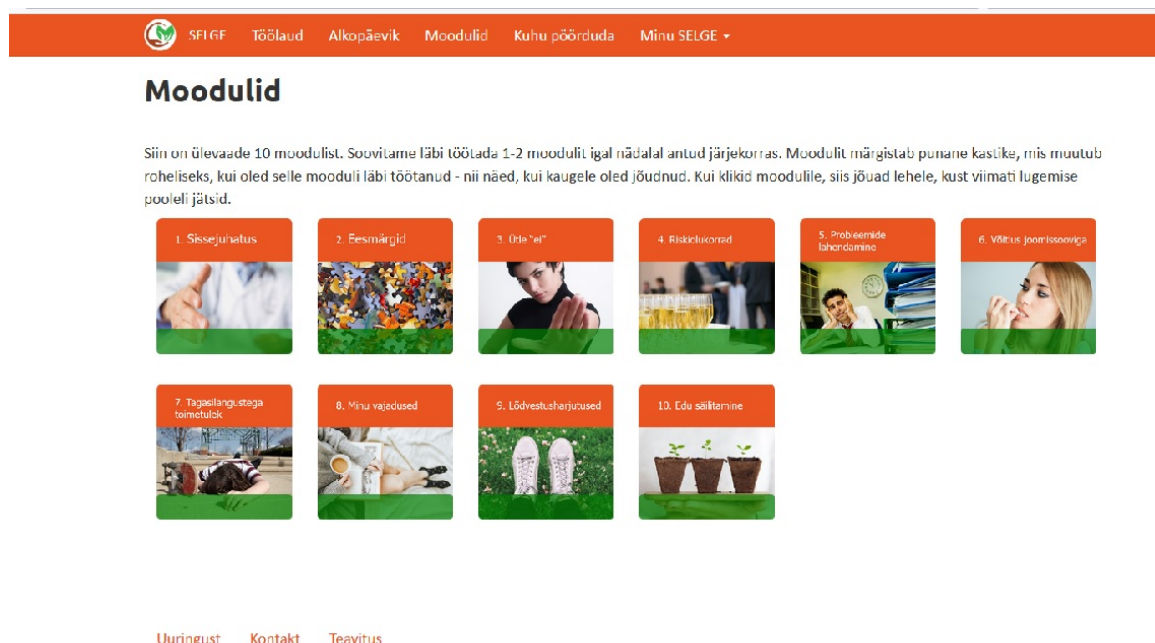 SELGE Töölaud Alkopäevik Moodulid Kuhu pöörduda Minu SELGE
Moodulid
Siin on ülevaade 10 moodulist. Soovitame läbi töötada 1-2 moodulit igal nädalal antud järjekorras. Moodulit märgistab punane kastike, mis muutub
roheliseks, kui oled selle mooduli läbi töötanud - nii näed, kui kaugele oled jõudnud. Kui klikid moodulile, siis jõuad lehele, kust viimati lugemise
pooleli jätsid.
1. Sissejuhatus
2. Eesmärgid
3. Ütle "ei"
4. Riskiolukorrad
5. Probleemide
lahendamine
6. Võitlus joomissooviga
7. Tagasilangustega
toimetulek
8. Minu vajadused
9. Lõdvestusharjutused
10. Edu säilitamine
Uuringust Kontakt Teavitus